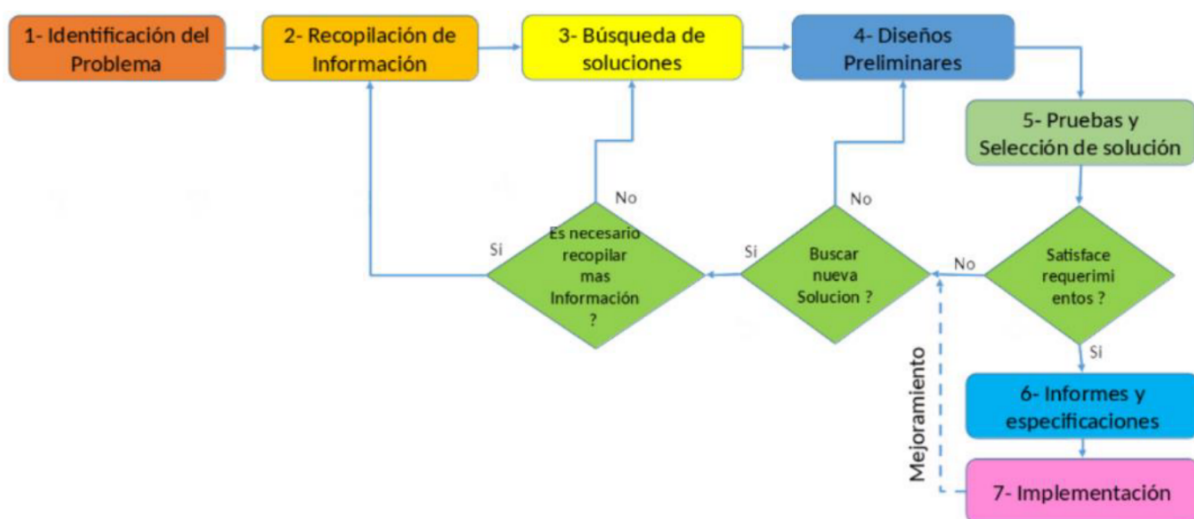 1- Identificación del
Problema
2- Recopilación de
Información
3- Búsqueda de
soluciones
4- Diseños
Preliminares
5- Pruebas y
Selección de solución
No
No
Es necesario
recopilar
mas
Información
?
Si
Buscar
nueva
Solucion ?
Si
No
Satisface
requerimi
entos ?
Si
Mejoramiento
6- Informes y
especificaciones
7- Implementación